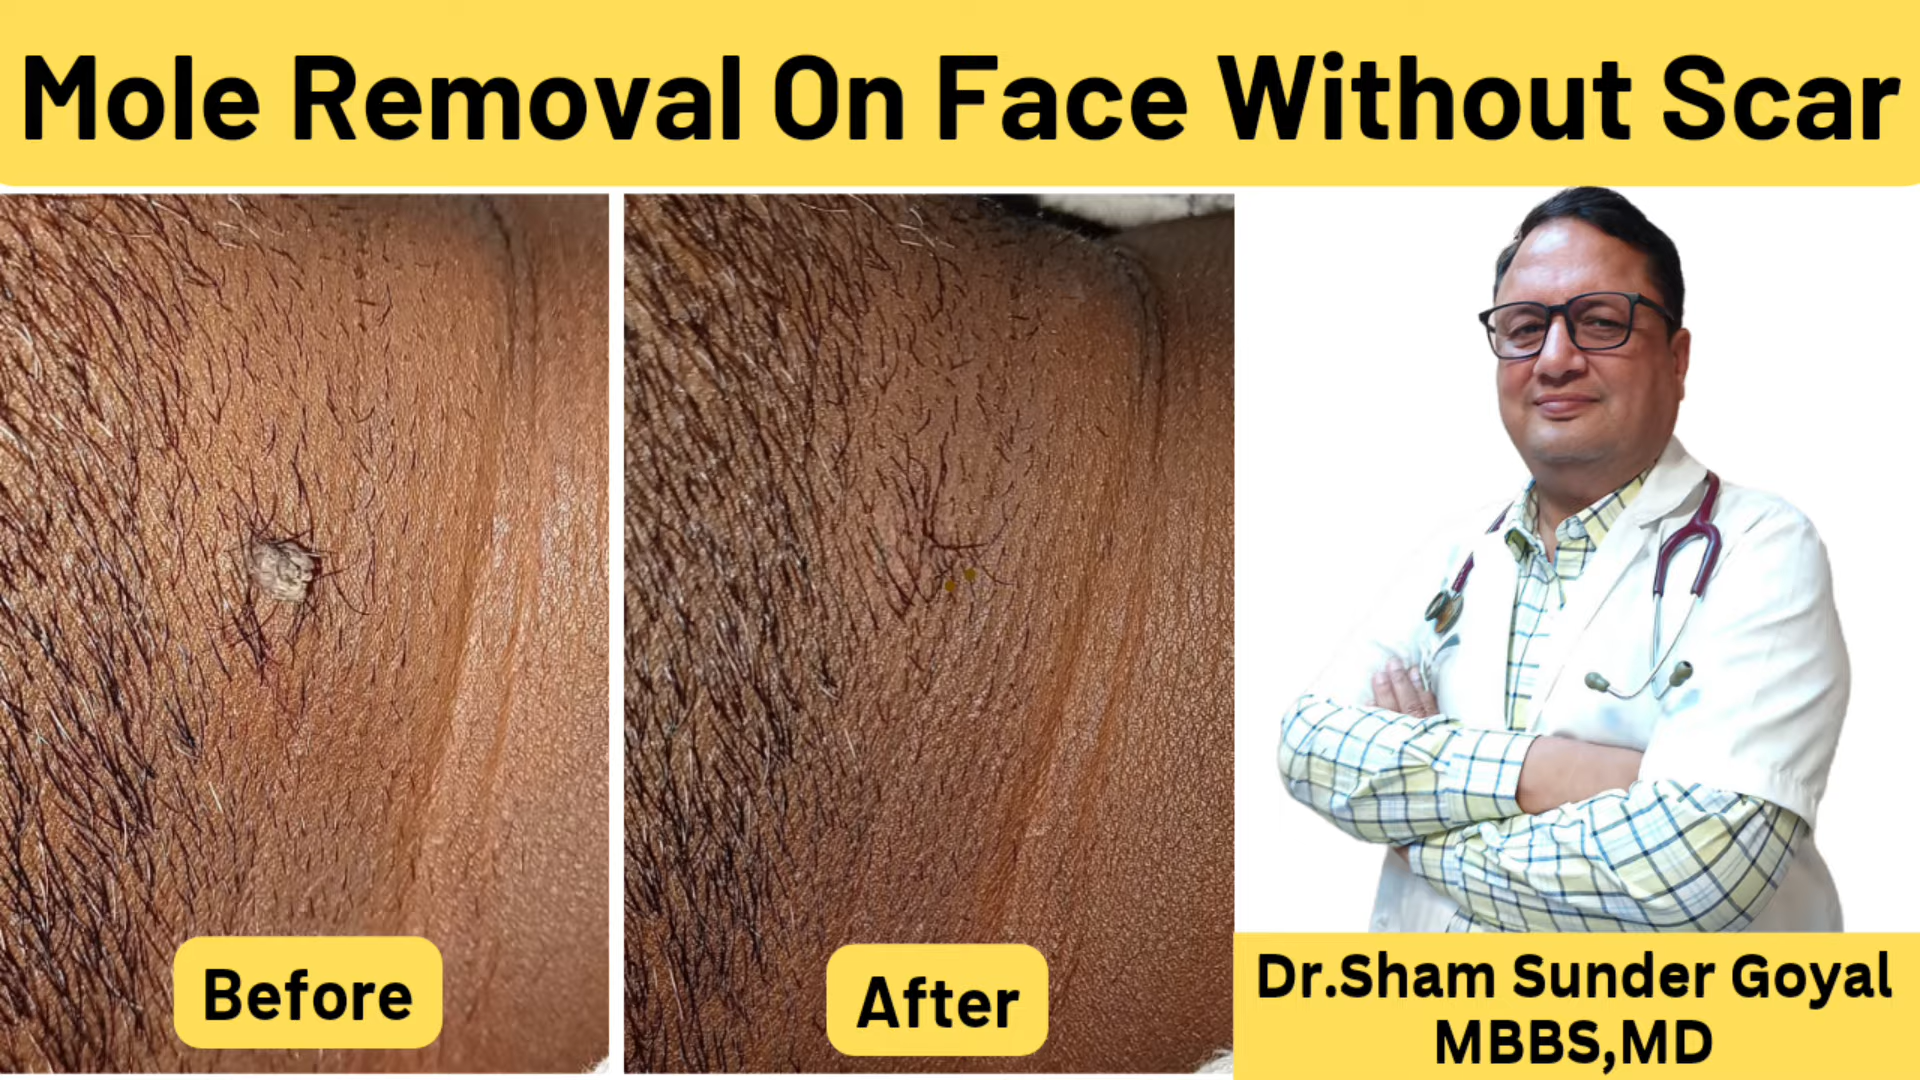 Mole Removal On Face Without Scar
Before
After
Dr.Sham Sunder Goyal
MBBS,MD